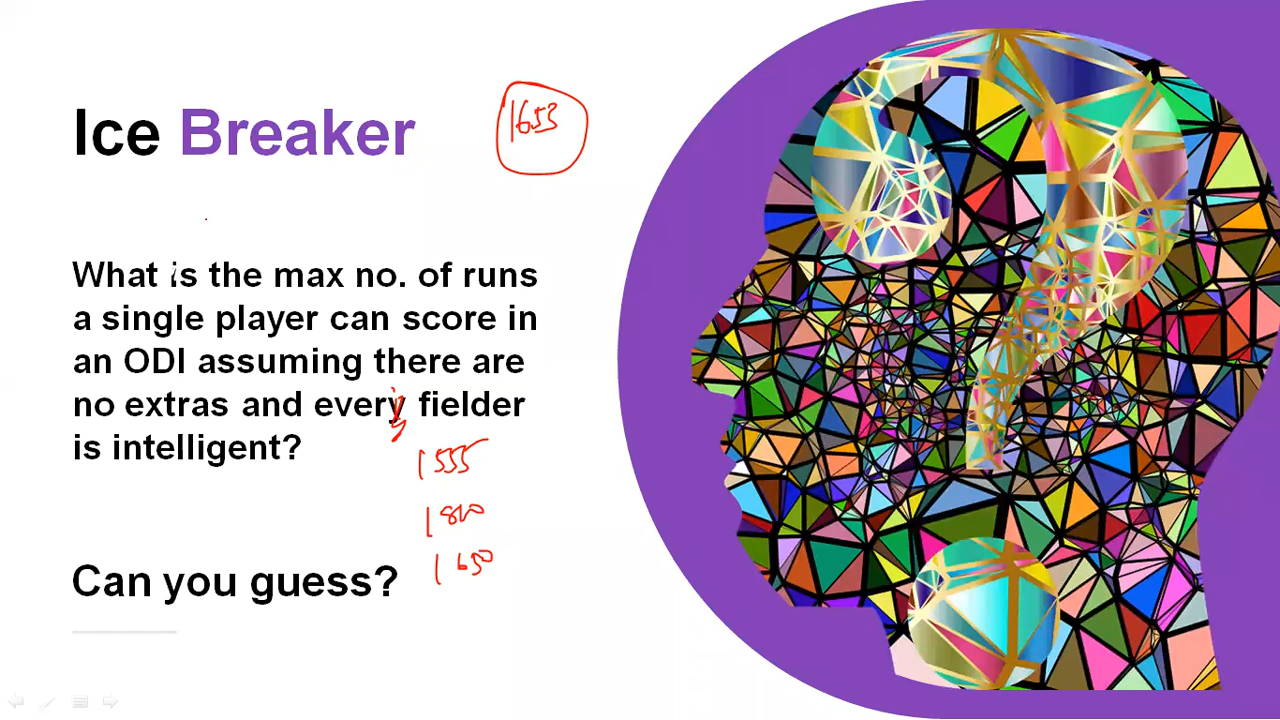 Ice Breaker
1653
What is the max no. of runs
a single player can score in
an ODI assuming there are
no extras and every fielder
is intelligent?
1555
1800
1650
Can you guess?